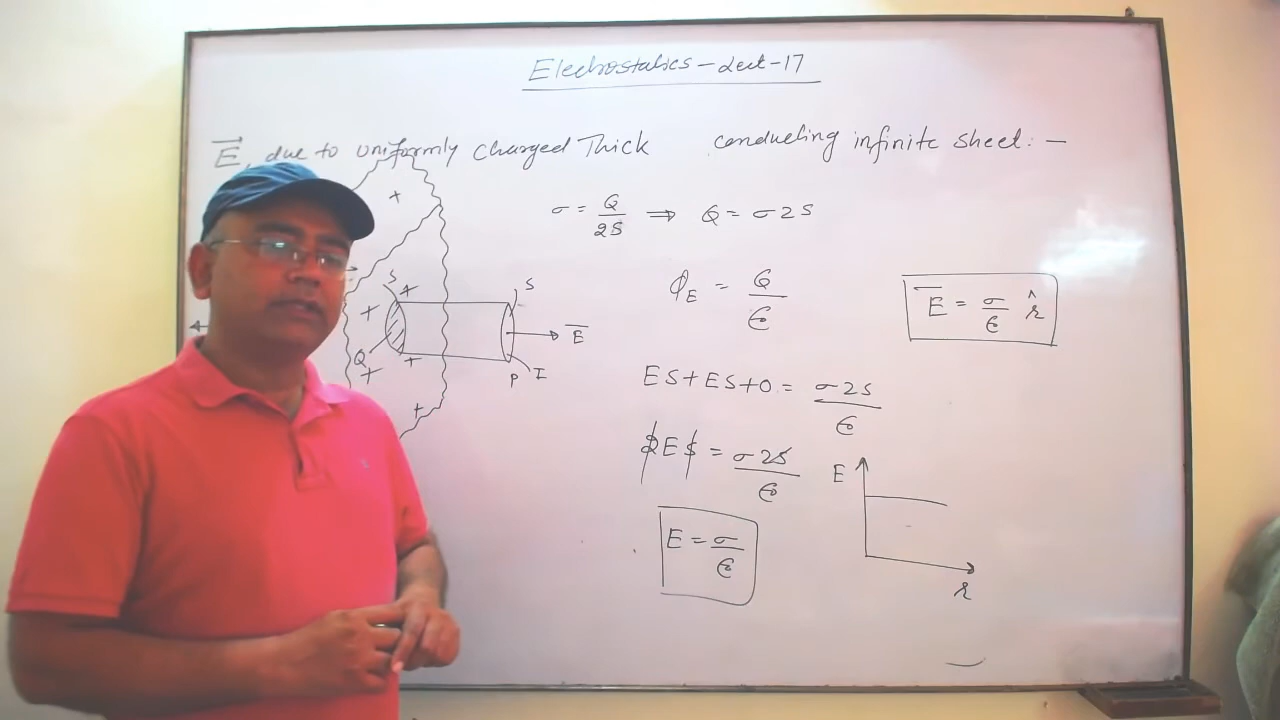 Electrostatics - Lect - 17
E, due to uniformly charged Thick conducting infinite sheet: -
σ = Q/2S ⇒ Q = σ2S
ϕE = Q/ϵ
E = σ/ϵ r̂
ES + ES + 0 = σ2S/ϵ
2ES = σ2S/ϵ
E = σ/ϵ
E
r
S
S
E
Q
P
I
+
+
+
+
+
+